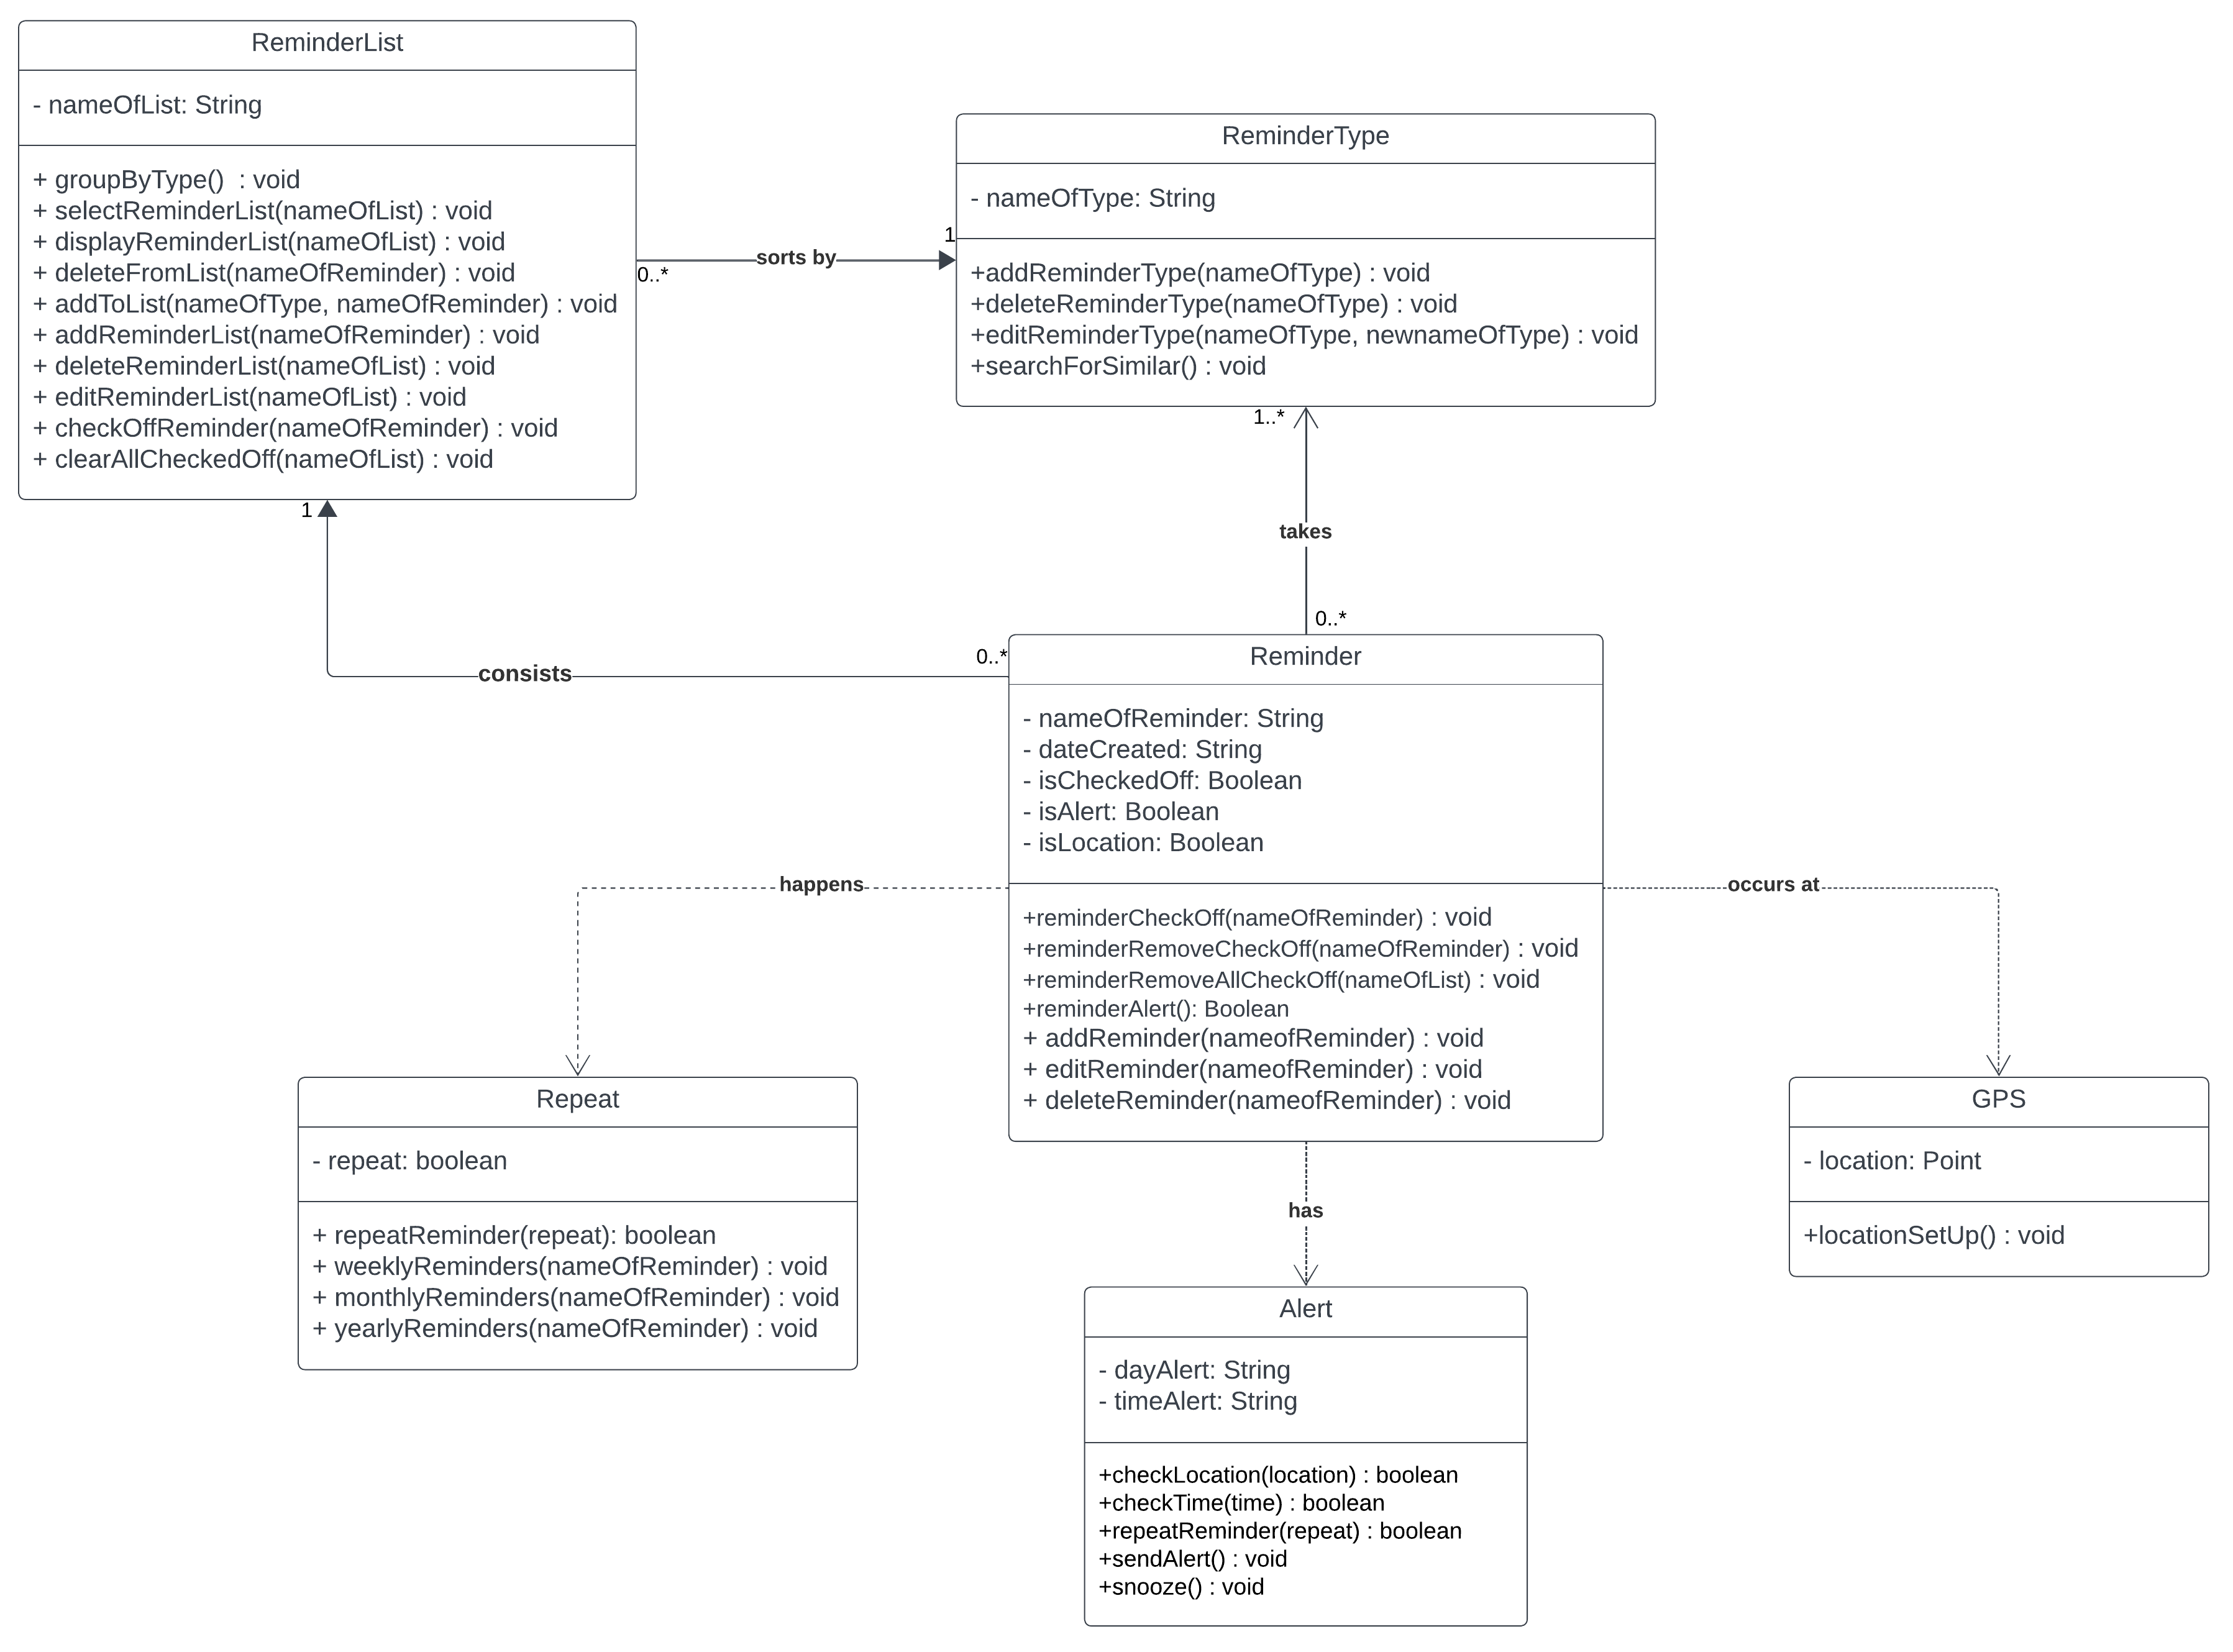 ReminderList
- nameOfList: String
+ groupByType()  : void
+ selectReminderList(nameOfList) : void
+ displayReminderList(nameOfList) : void
+ deleteFromList(nameOfReminder) : void
+ addToList(nameOfType, nameOfReminder) : void
+ addReminderList(nameOfReminder) : void
+ deleteReminderList(nameOfList) : void
+ editReminderList(nameOfList) : void
+ checkOffReminder(nameOfReminder) : void
+ clearAllCheckedOff(nameOfList) : void
0..*
sorts by
1
ReminderType
- nameOfType: String
+addReminderType(nameOfType) : void
+deleteReminderType(nameOfType) : void
+editReminderType(nameOfType, newnameOfType) : void
+searchForSimilar() : void
1..*
takes
0..*
1
consists
0..*
Reminder
- nameOfReminder: String
- dateCreated: String
- isCheckedOff: Boolean
- isAlert: Boolean
- isLocation: Boolean
+reminderCheckOff(nameOfReminder) : void
+reminderRemoveCheckOff(nameOfReminder) : void
+reminderRemoveAllCheckOff(nameOfList) : void
+reminderAlert(): Boolean
+ addReminder(nameofReminder) : void
+ editReminder(nameofReminder) : void
+ deleteReminder(nameofReminder) : void
happens
occurs at
Repeat
- repeat: boolean
+ repeatReminder(repeat): boolean
+ weeklyReminders(nameOfReminder) : void
+ monthlyReminders(nameOfReminder) : void
+ yearlyReminders(nameOfReminder) : void
has
GPS
- location: Point
+locationSetUp() : void
Alert
- dayAlert: String
- timeAlert: String
+checkLocation(location) : boolean
+checkTime(time) : boolean
+repeatReminder(repeat) : boolean
+sendAlert() : void
+snooze() : void